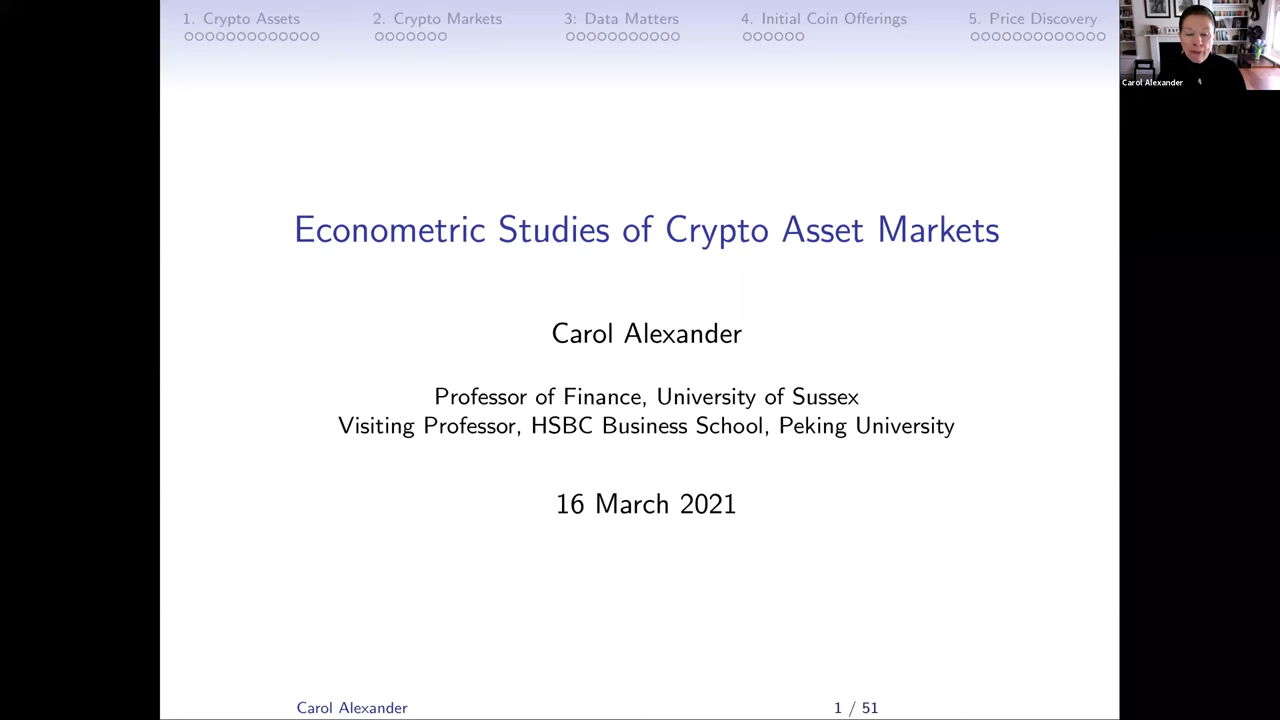 1. Crypto Assets
2. Crypto Markets
3: Data Matters
4. Initial Coin Offerings
5. Price Discovery
Carol Alexander
Econometric Studies of Crypto Asset Markets
Carol Alexander
Professor of Finance, University of Sussex
Visiting Professor, HSBC Business School, Peking University
16 March 2021
Carol Alexander
1 / 51